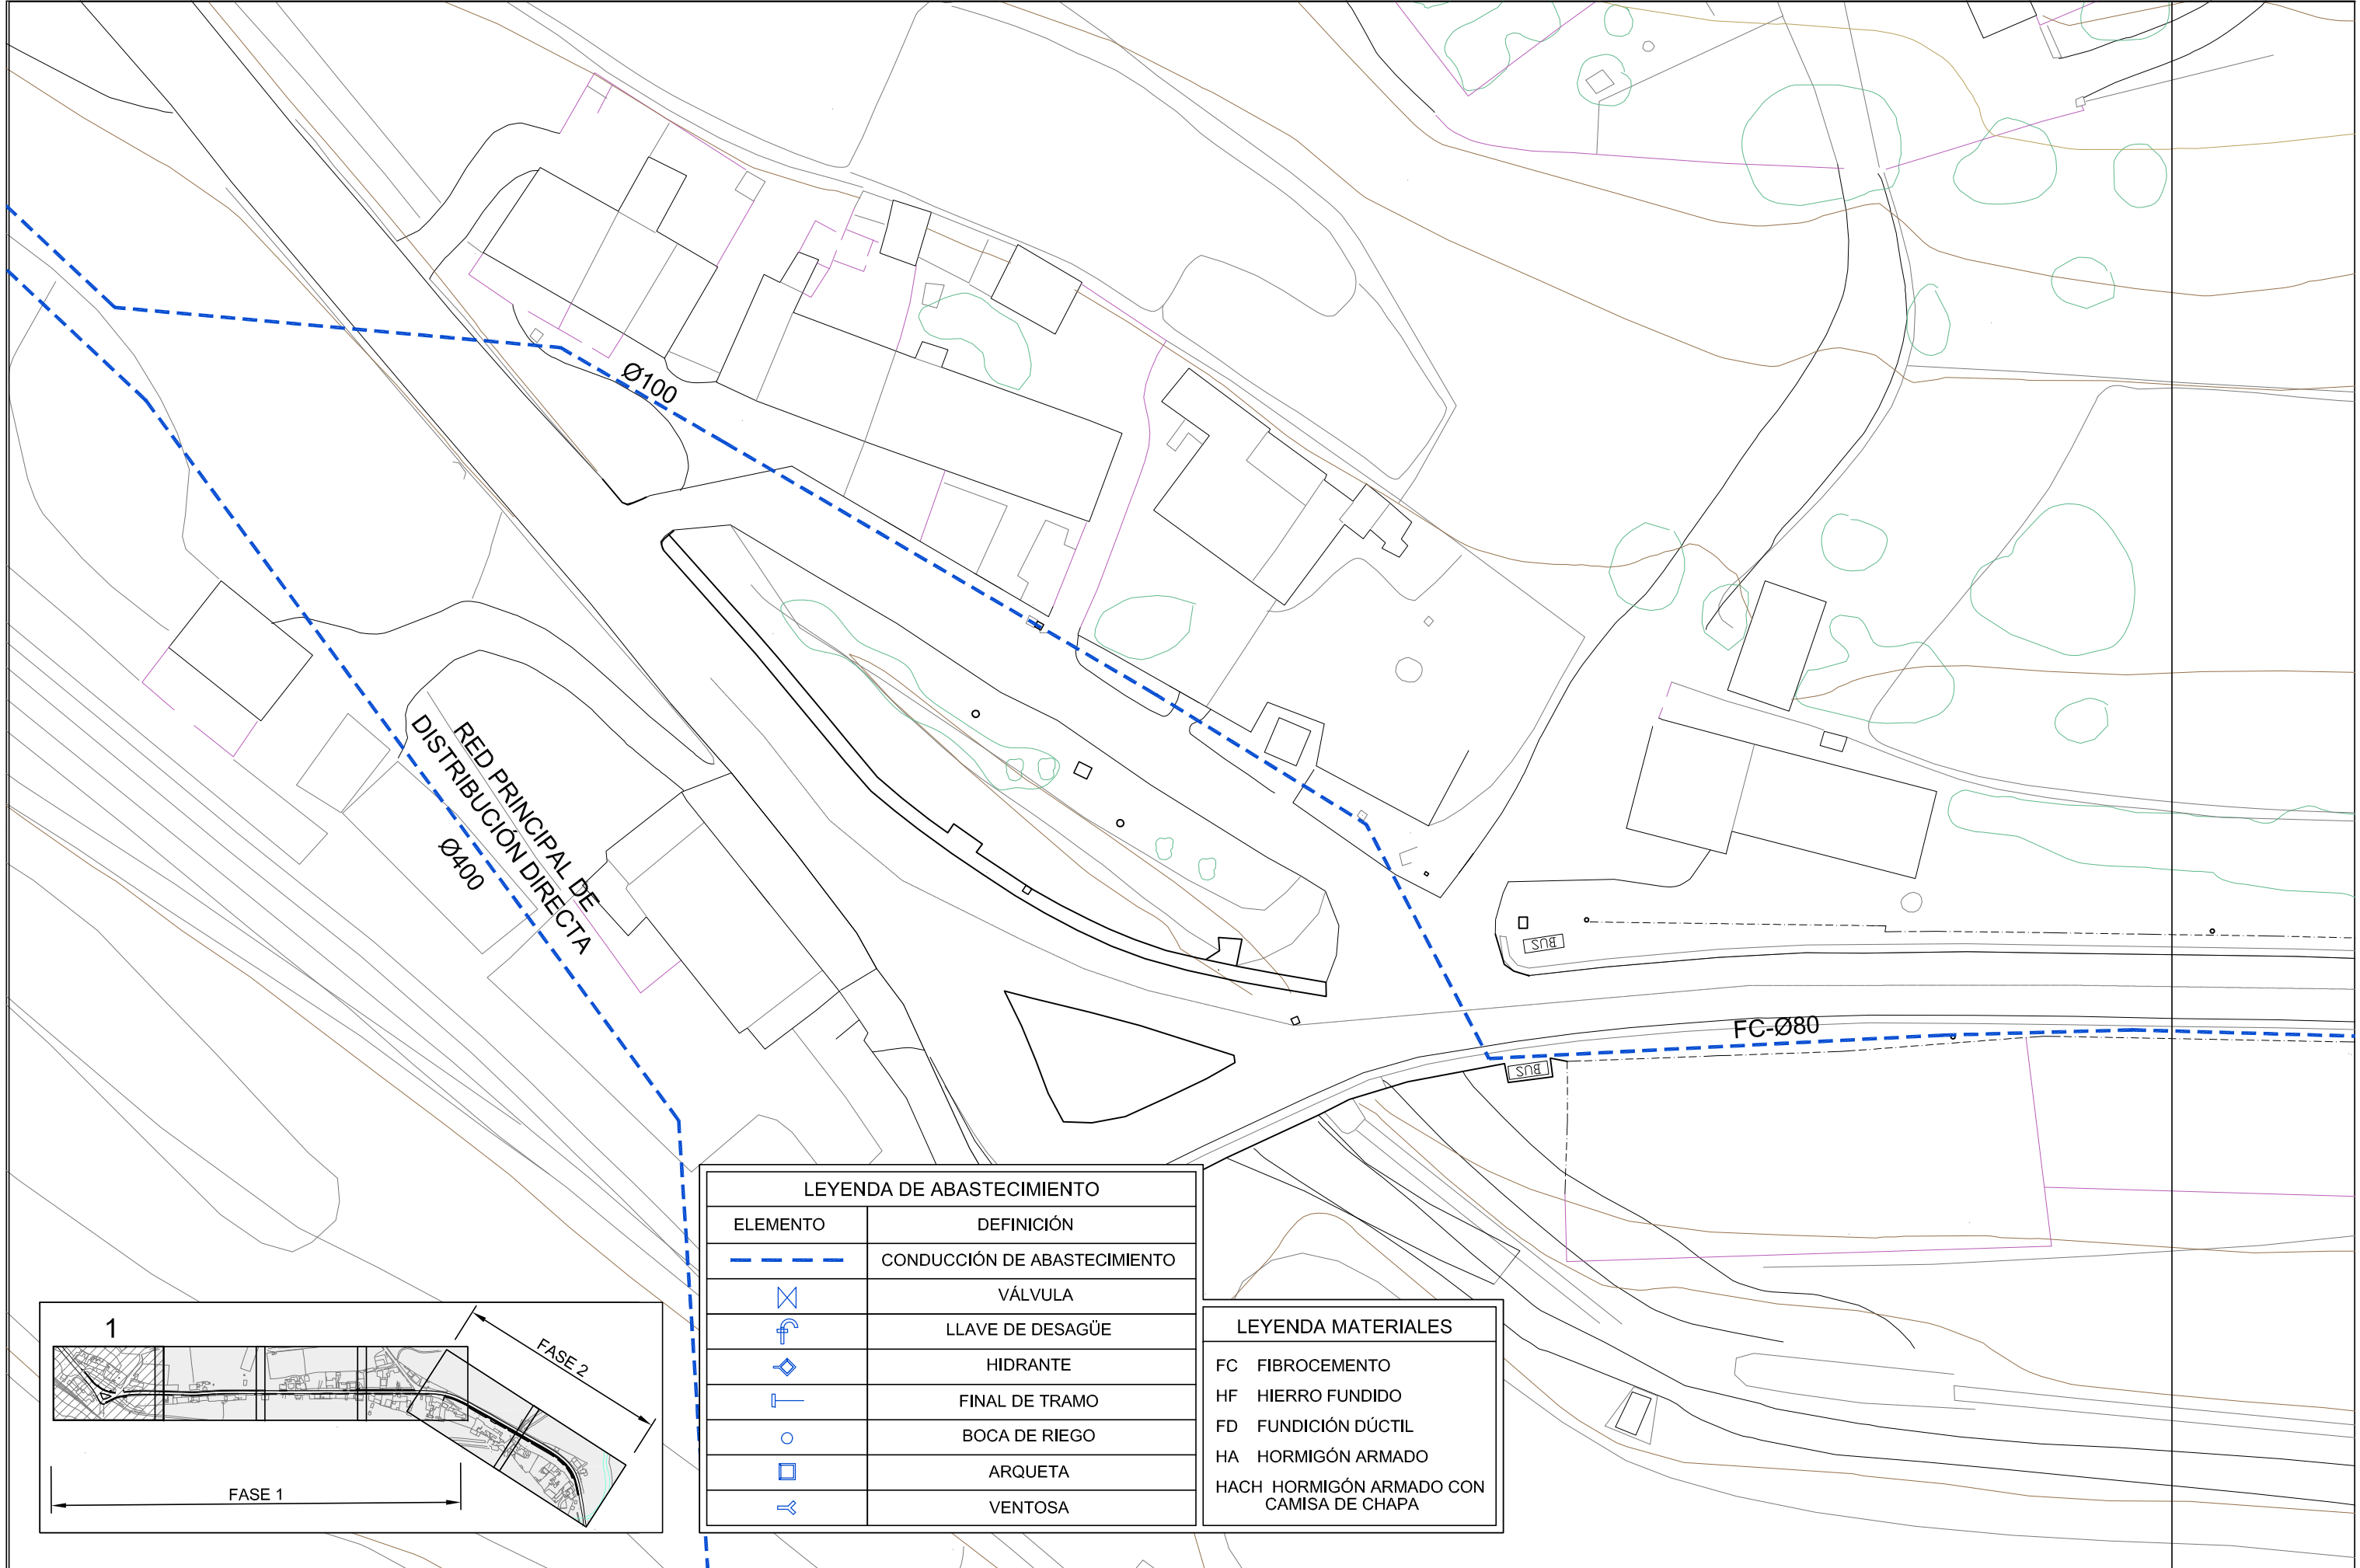 Ø100
RED PRINCIPAL DE
DISTRIBUCIÓN DIRECTA
Ø400
BUS
FC-Ø80
BUS
LEYENDA DE ABASTECIMIENTO
ELEMENTO DEFINICIÓN
CONDUCCIÓN DE ABASTECIMIENTO
VÁLVULA
LLAVE DE DESAGÜE
HIDRANTE
FINAL DE TRAMO
BOCA DE RIEGO
ARQUETA
VENTOSA
LEYENDA MATERIALES
FC FIBROCEMENTO
HF HIERRO FUNDIDO
FD FUNDICIÓN DÚCTIL
HA HORMIGÓN ARMADO
HACH HORMIGÓN ARMADO CON
CAMISA DE CHAPA
1
FASE 2
FASE 1